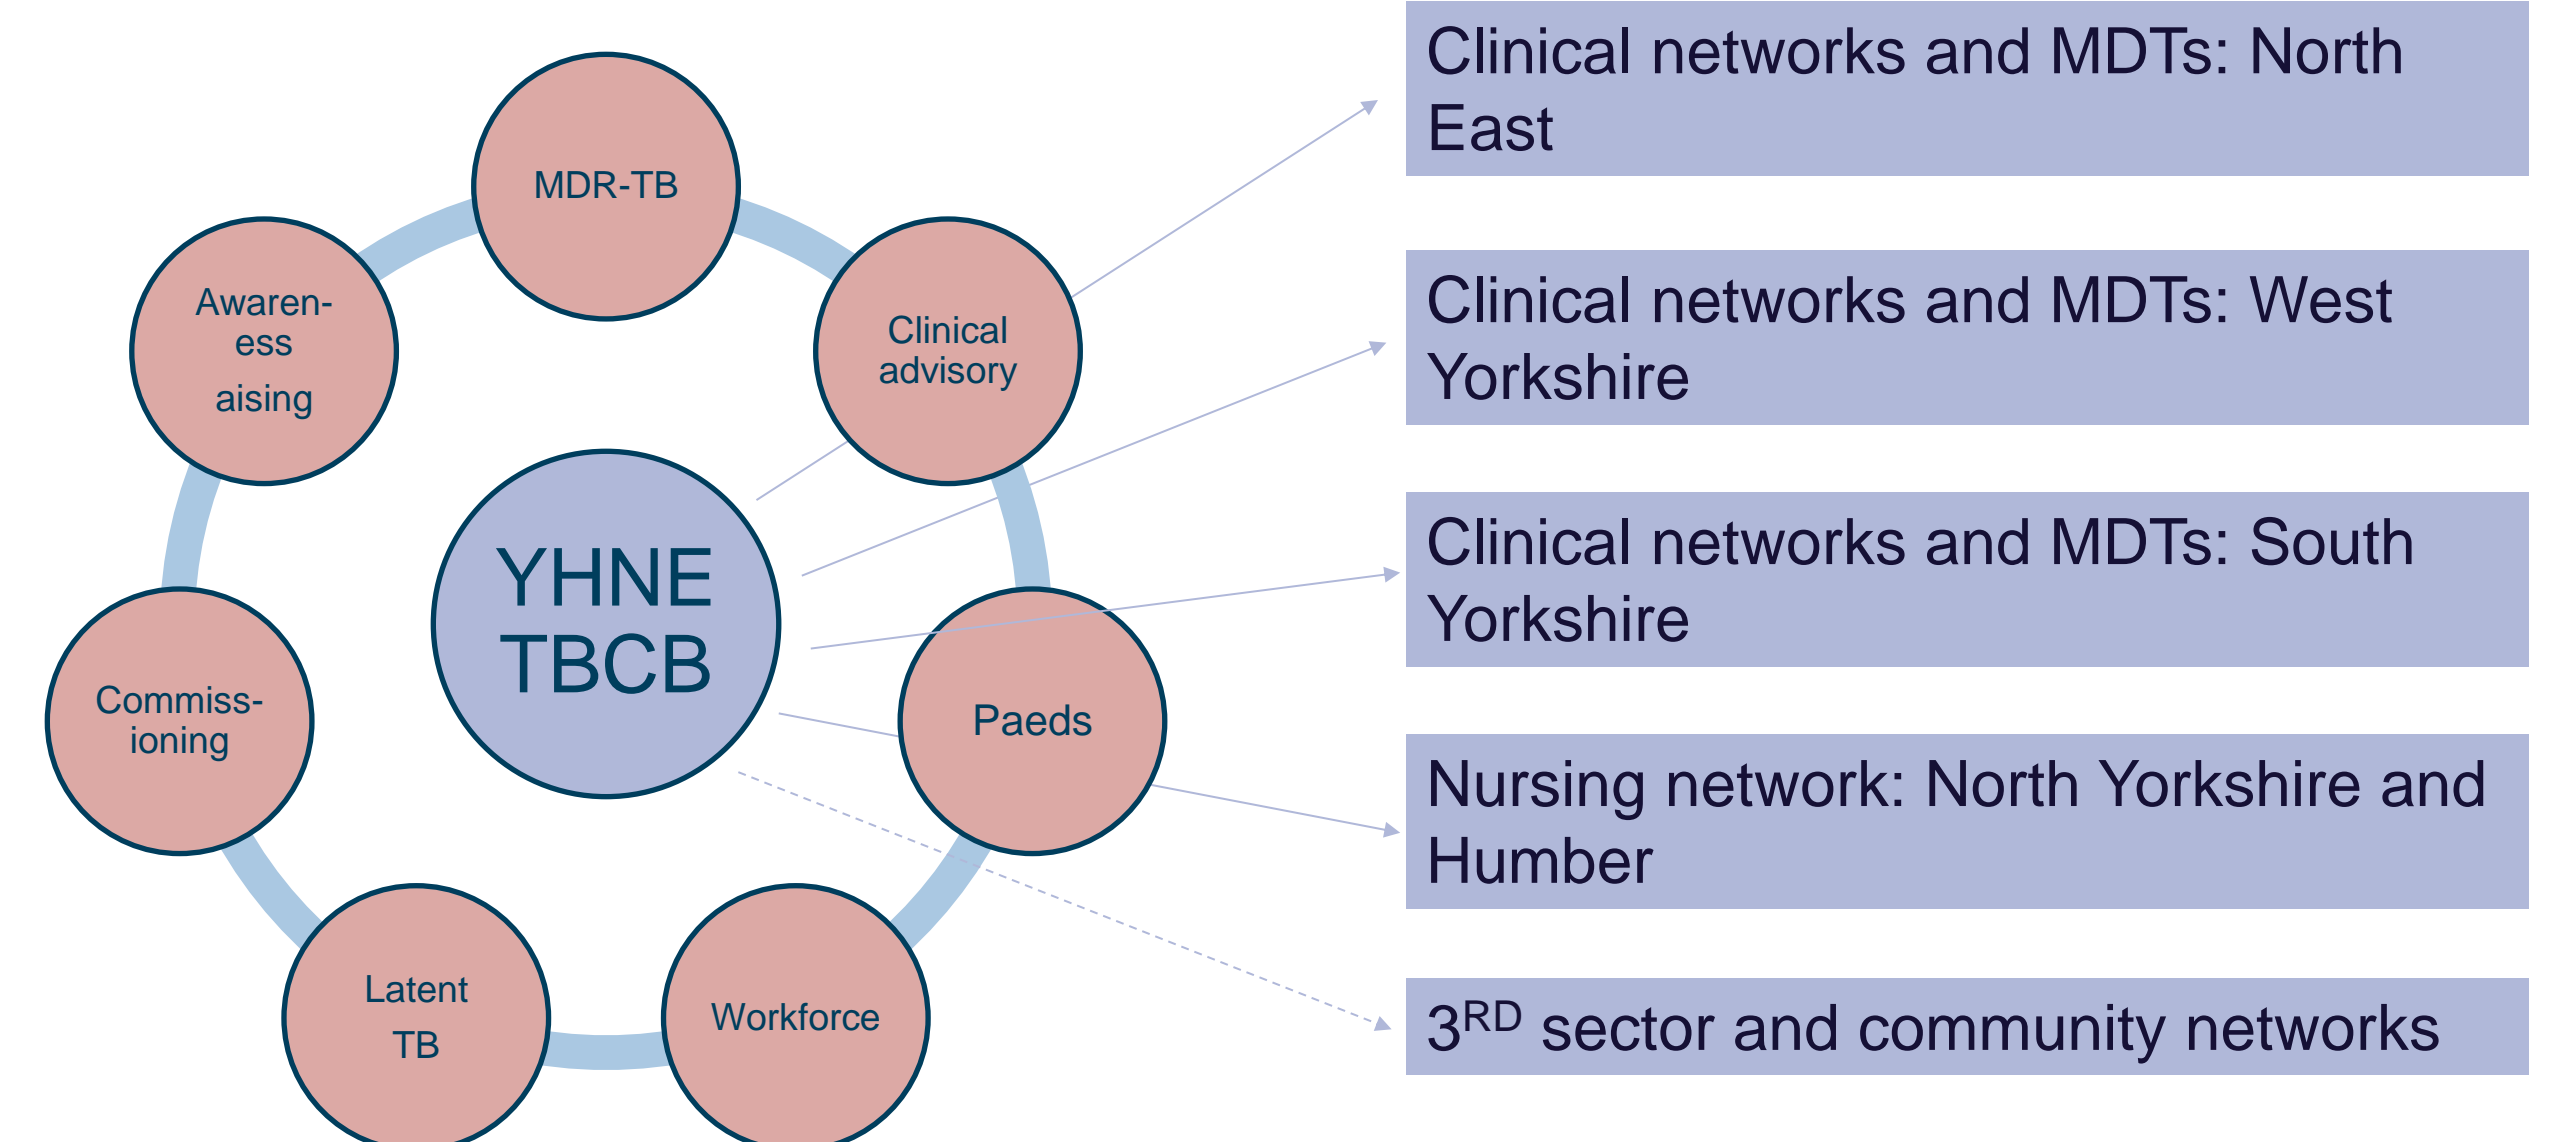 MDR-TB
Clinical
advisory
Paeds
Workforce
Latent
TB
Commiss-
ioning
Awaren-
ess
aising
YHNE
TBCB
Clinical networks and MDTs: North
East
Clinical networks and MDTs: West
Yorkshire
Clinical networks and MDTs: South
Yorkshire
Nursing network: North Yorkshire and
Humber
3RD sector and community networks